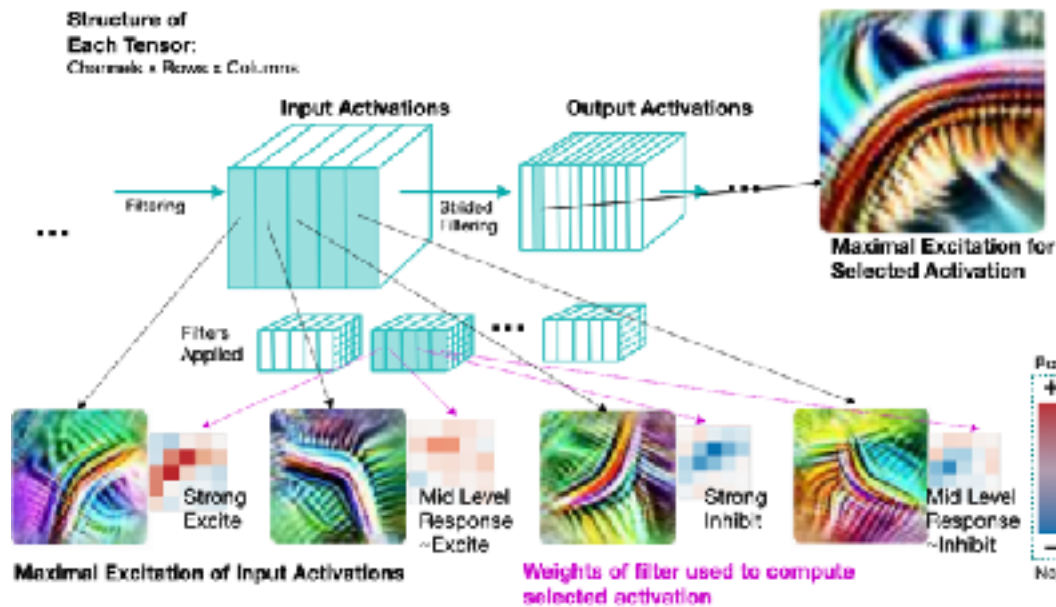 Structure of
Each Tensor:
Channels x Rows x Columns
Input Activations
Output Activations
Filtering
Strided
Filtering
...
...
Maximal Excitation for
Selected Activation
Filters
Applied
...
Strong
Excite
Mid Level
Response
~Excite
Strong
Inhibit
Mid Level
Response
~Inhibit
Po
+
−
Maximal Excitation of Input Activations
Weights of filter used to compute
selected activation